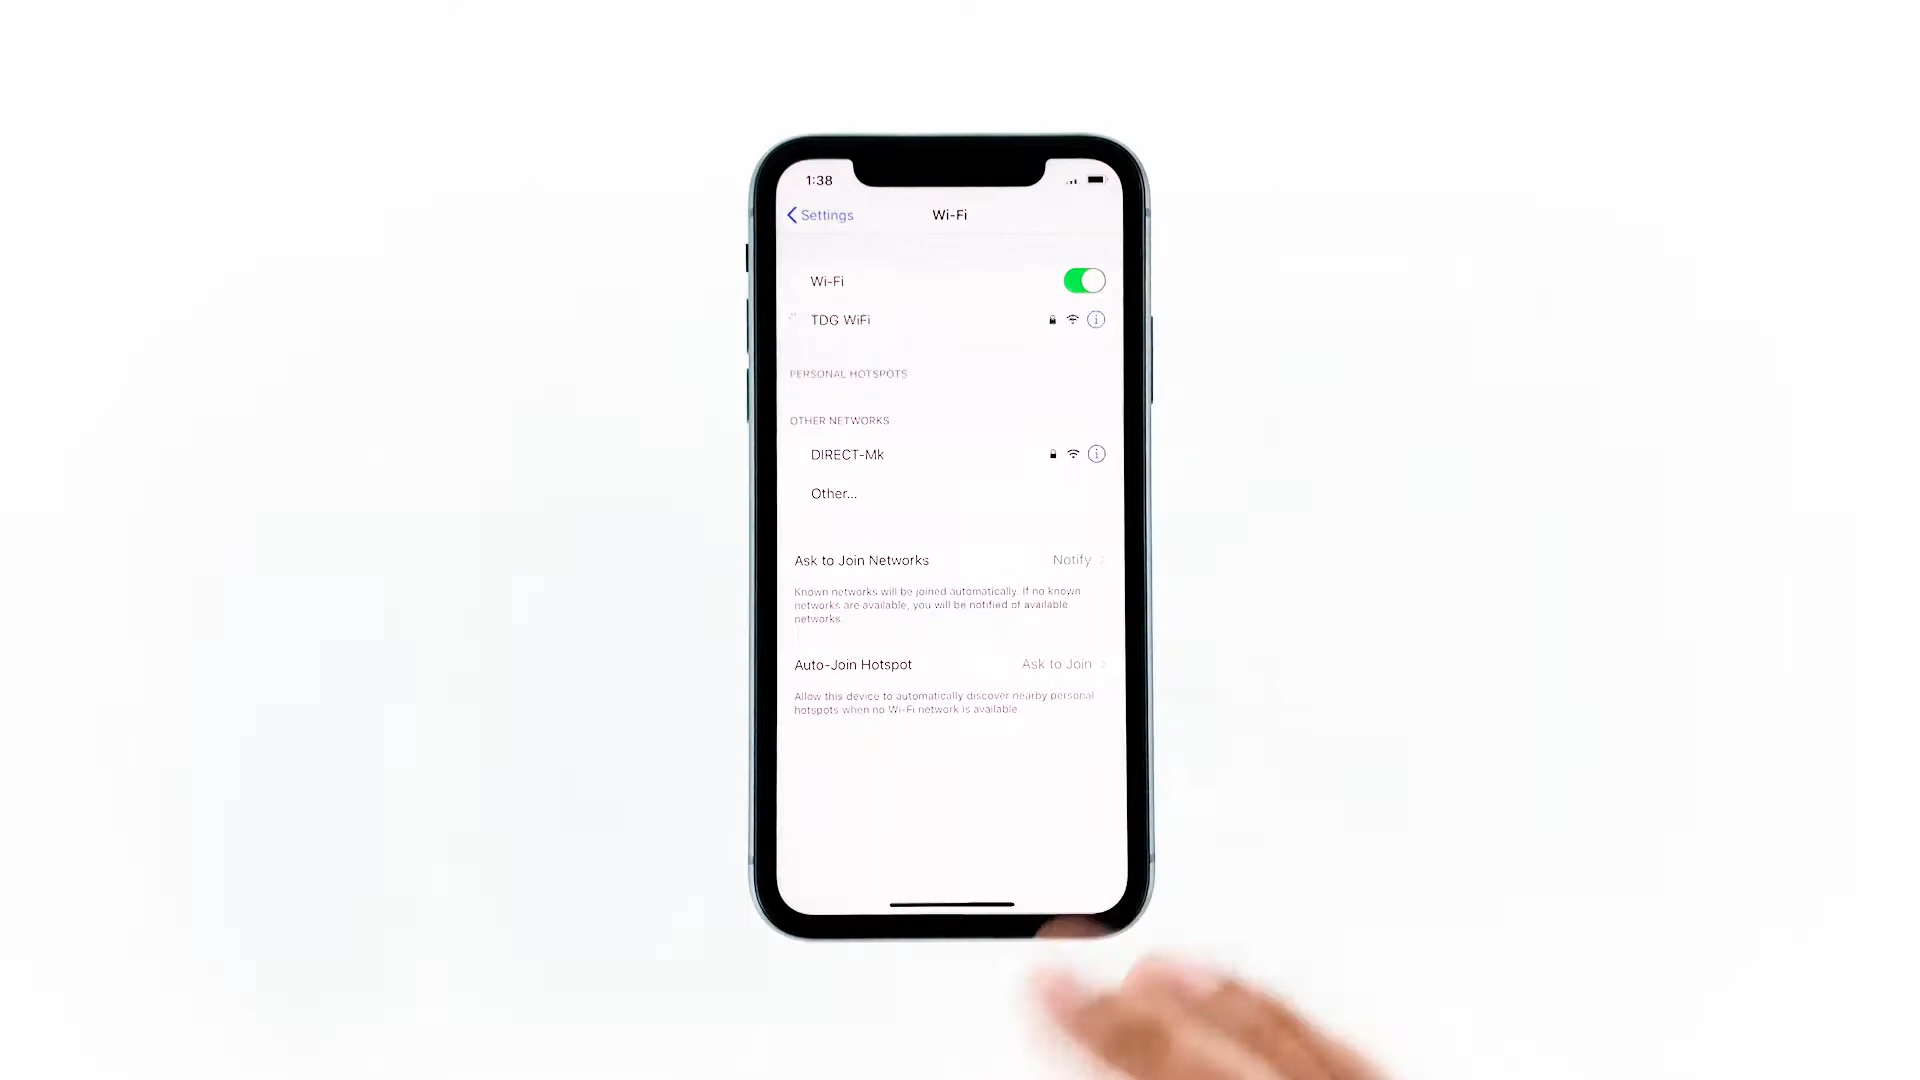 1:38
Settings
Wi-Fi
Wi-Fi
TDG WiFi
PERSONAL HOTSPOTS
OTHER NETWORKS
DIRECT-Mk
Other...
Ask to Join Networks Notify
Known networks will be joined automatically. If no known
networks are available, you will be notified of available
networks.
Auto-Join Hotspot Ask to Join
Allow this device to automatically discover nearby personal
hotspots when no Wi-Fi network is available.